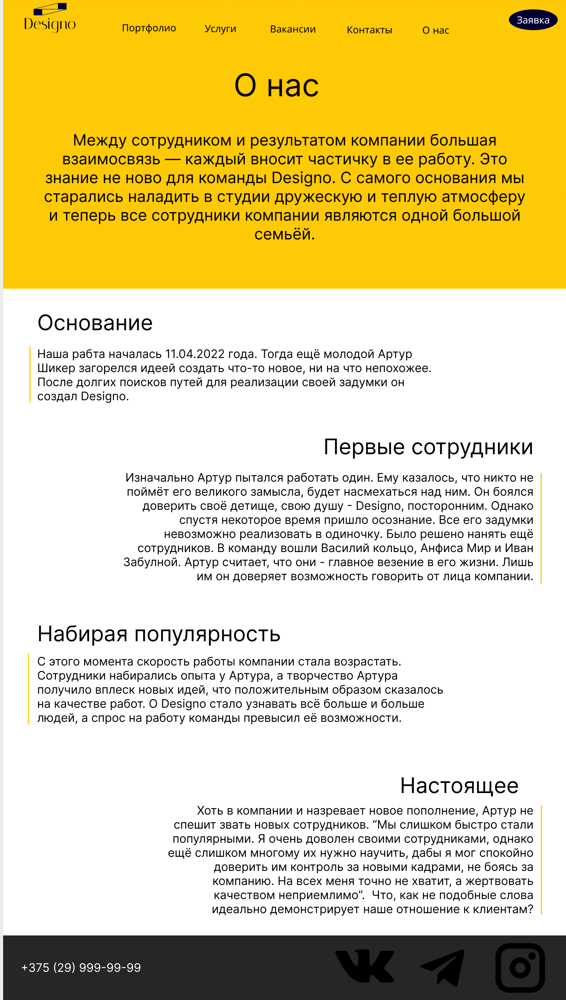 Designo
Портфолио
Услуги
Вакансии
Контакты
О нас
Заявка
О нас
Между сотрудником и результатом компании большая
взаимосвязь — каждый вносит частичку в ее работу. Это
знание не ново для команды Designo. С самого основания мы
старались наладить в студии дружескую и теплую атмосферу
и теперь все сотрудники компании являются одной большой
семьёй.
Основание
Наша рабта началась 11.04.2022 года. Тогда ещё молодой Артур
Шикер загорелся идеей создать что-то новое, ни на что непохожее.
После долгих поисков путей для реализации своей задумки он
создал Designo.
Первые сотрудники
Изначально Артур пытался работать один. Ему казалось, что никто не
поймёт его великого замысла, будет насмехаться над ним. Он боялся
доверить своё детище, свою душу - Designo, посторонним. Однако
спустя некоторое время пришло осознание. Все его задумки
невозможно реализовать в одиночку. Было решено нанять ещё
сотрудников. В команду вошли Василий кольцо, Анфиса Мир и Иван
Забулной. Артур считает, что они - главное везение в его жизни. Лишь
им он доверяет возможность говорить от лица компании.
Набирая популярность
С этого момента скорость работы компании стала возрастать.
Сотрудники набирались опыта у Артура, а творчество Артура
получило вплеск новых идей, что положительным образом сказалось
на качестве работ. О Designo стало узнавать всё больше и больше
людей, а спрос на работу команды превысил её возможности.
Настоящее
Хоть в компании и назревает новое пополнение, Артур не
спешит звать новых сотрудников. “Мы слишком быстро стали
популярными. Я очень доволен своими сотрудниками, однако
ещё слишком многому их нужно научить, дабы я мог спокойно
доверить им контроль за новыми кадрами, не боясь за
компанию. На всех меня точно не хватит, а жертвовать
качеством неприемлимо”.  Что, как не подобные слова
идеально демонстрирует наше отношение к клиентам?
+375 (29) 999-99-99